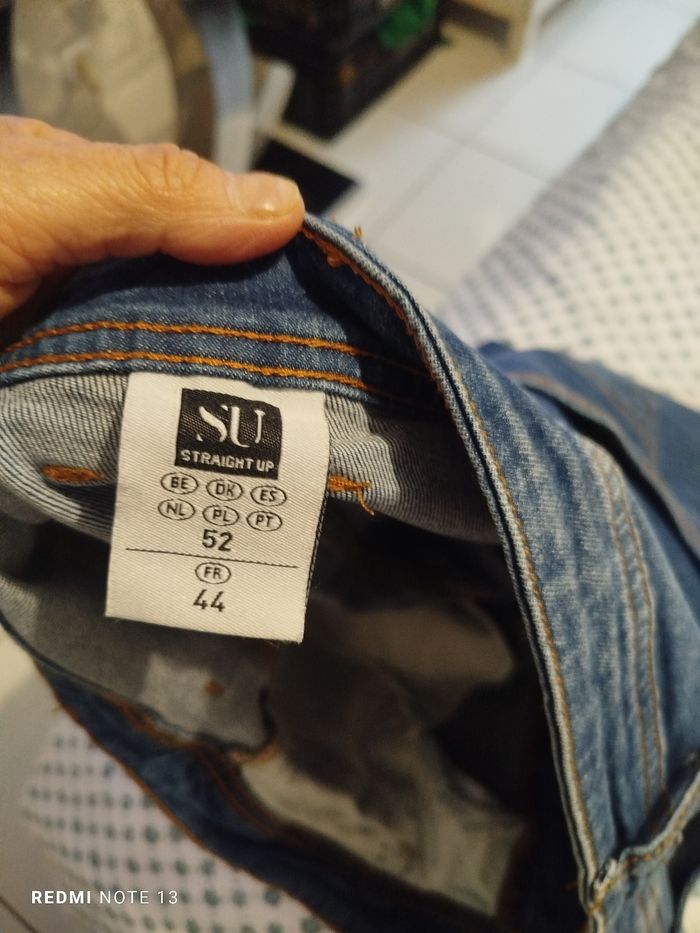 SU
STRAIGHT UP
BE DK ES
NL PL PT
52
FR
44
REDMI NOTE 13